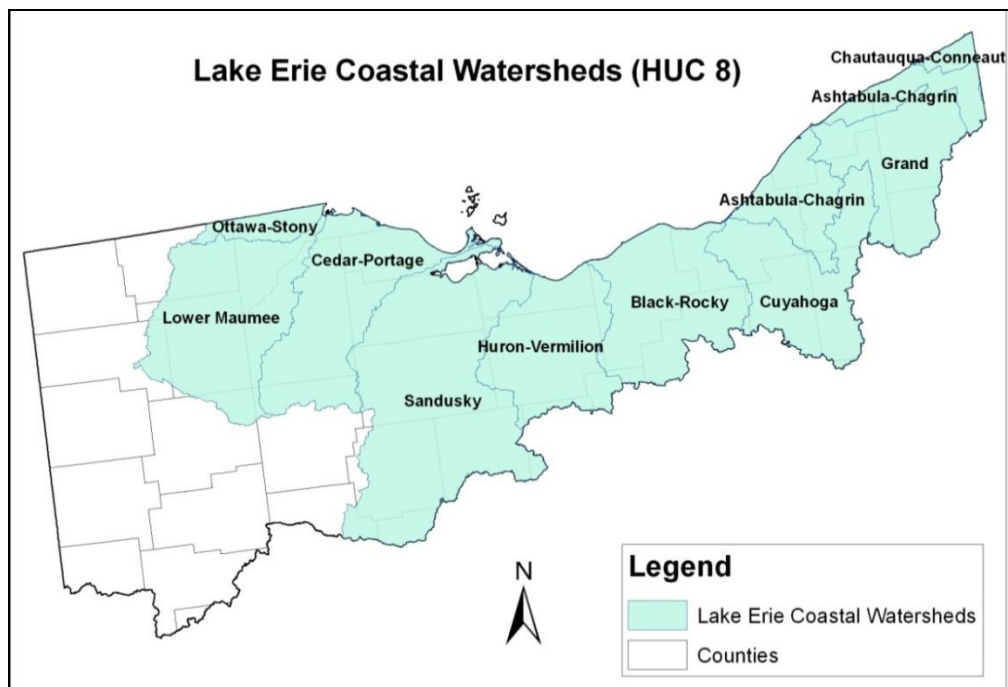 Lake Erie Coastal Watersheds (HUC 8)
Chautauqua-Conneaut
Ashtabula-Chagrin
Grand
Ashtabula-Chagrin
Ottawa-Stony
Cedar-Portage
Lower Maumee
Black-Rocky
Cuyahoga
Huron-Vermilion
Sandusky
N
Legend
Lake Erie Coastal Watersheds
Counties